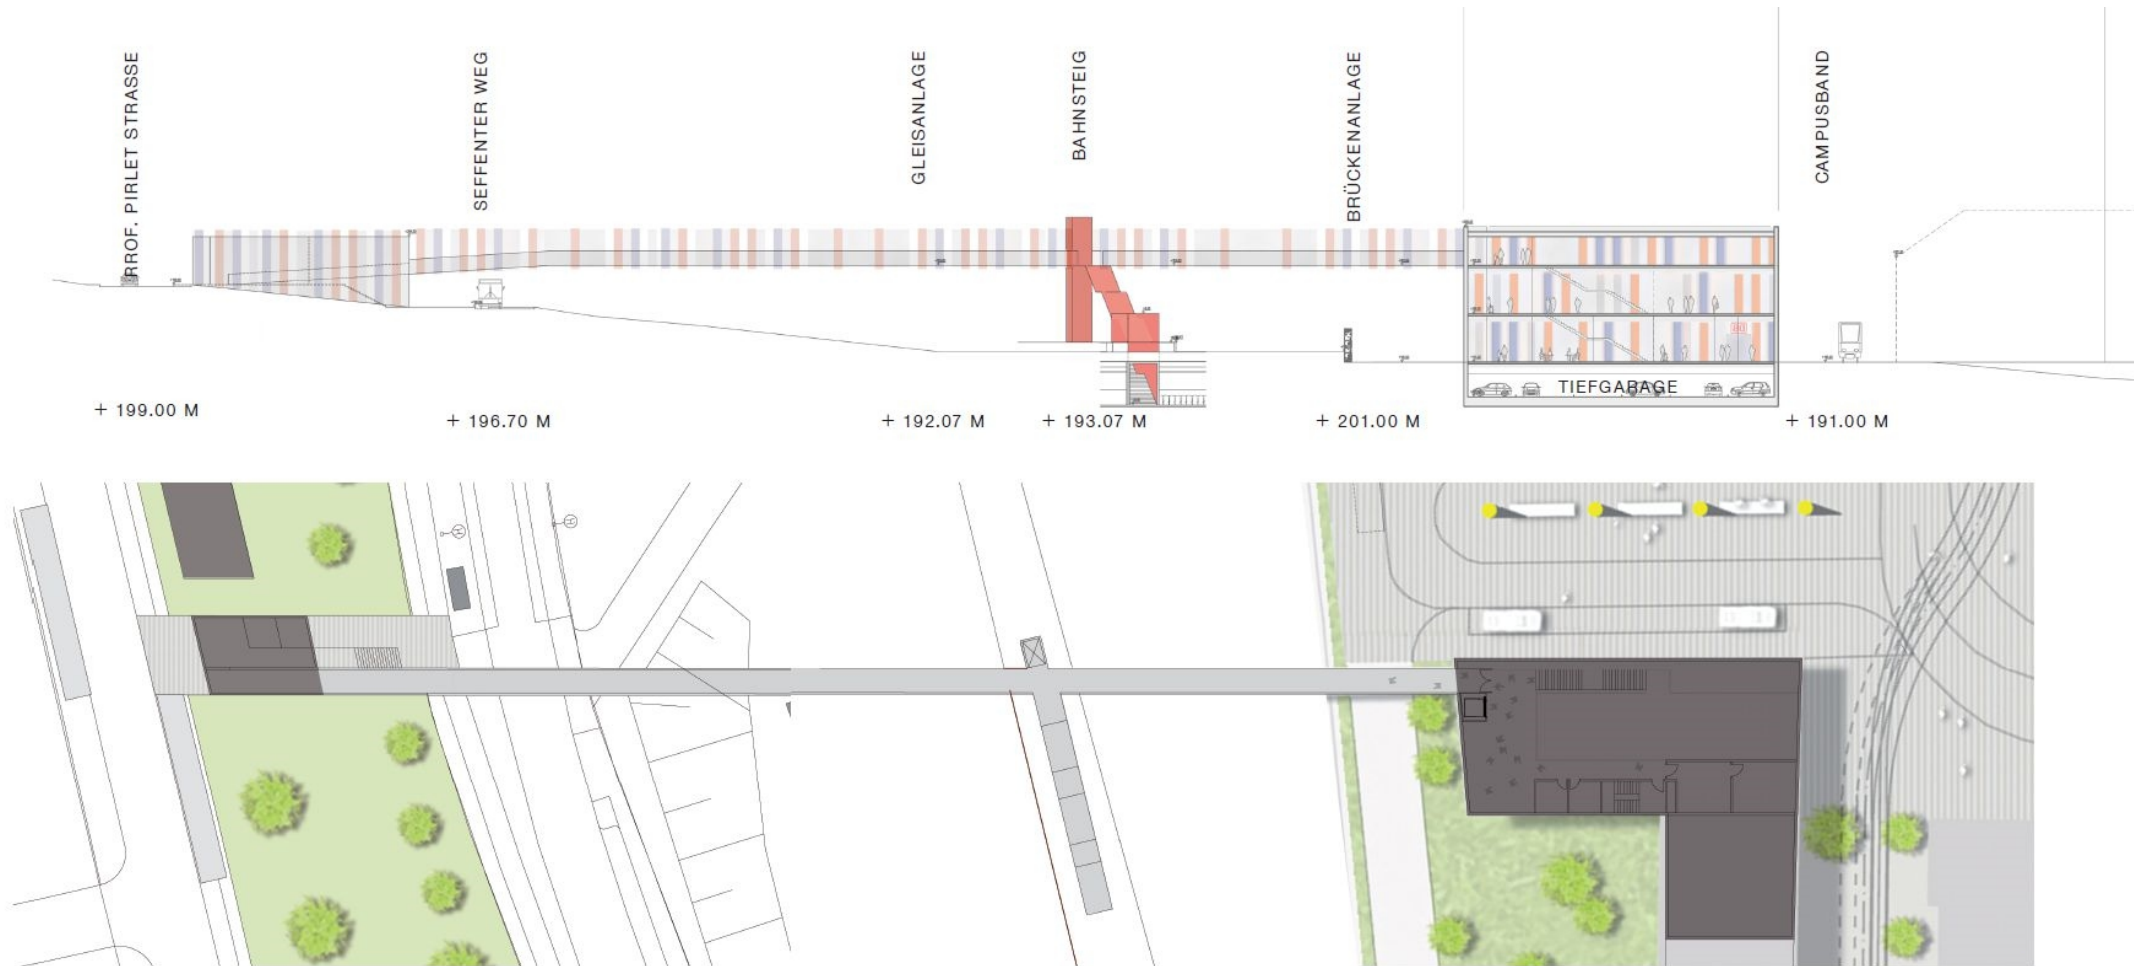 RROF. PIRLET STRASSE
SEFFENTER WEG
GLEISANLAGE
BAHNSTEIG
BRÜCKENANLAGE
CAMPUSBAND
TIEFGARAGE
+ 199.00 M
+ 196.70 M
+ 192.07 M
+ 193.07 M
+ 201.00 M
+ 191.00 M
H
H